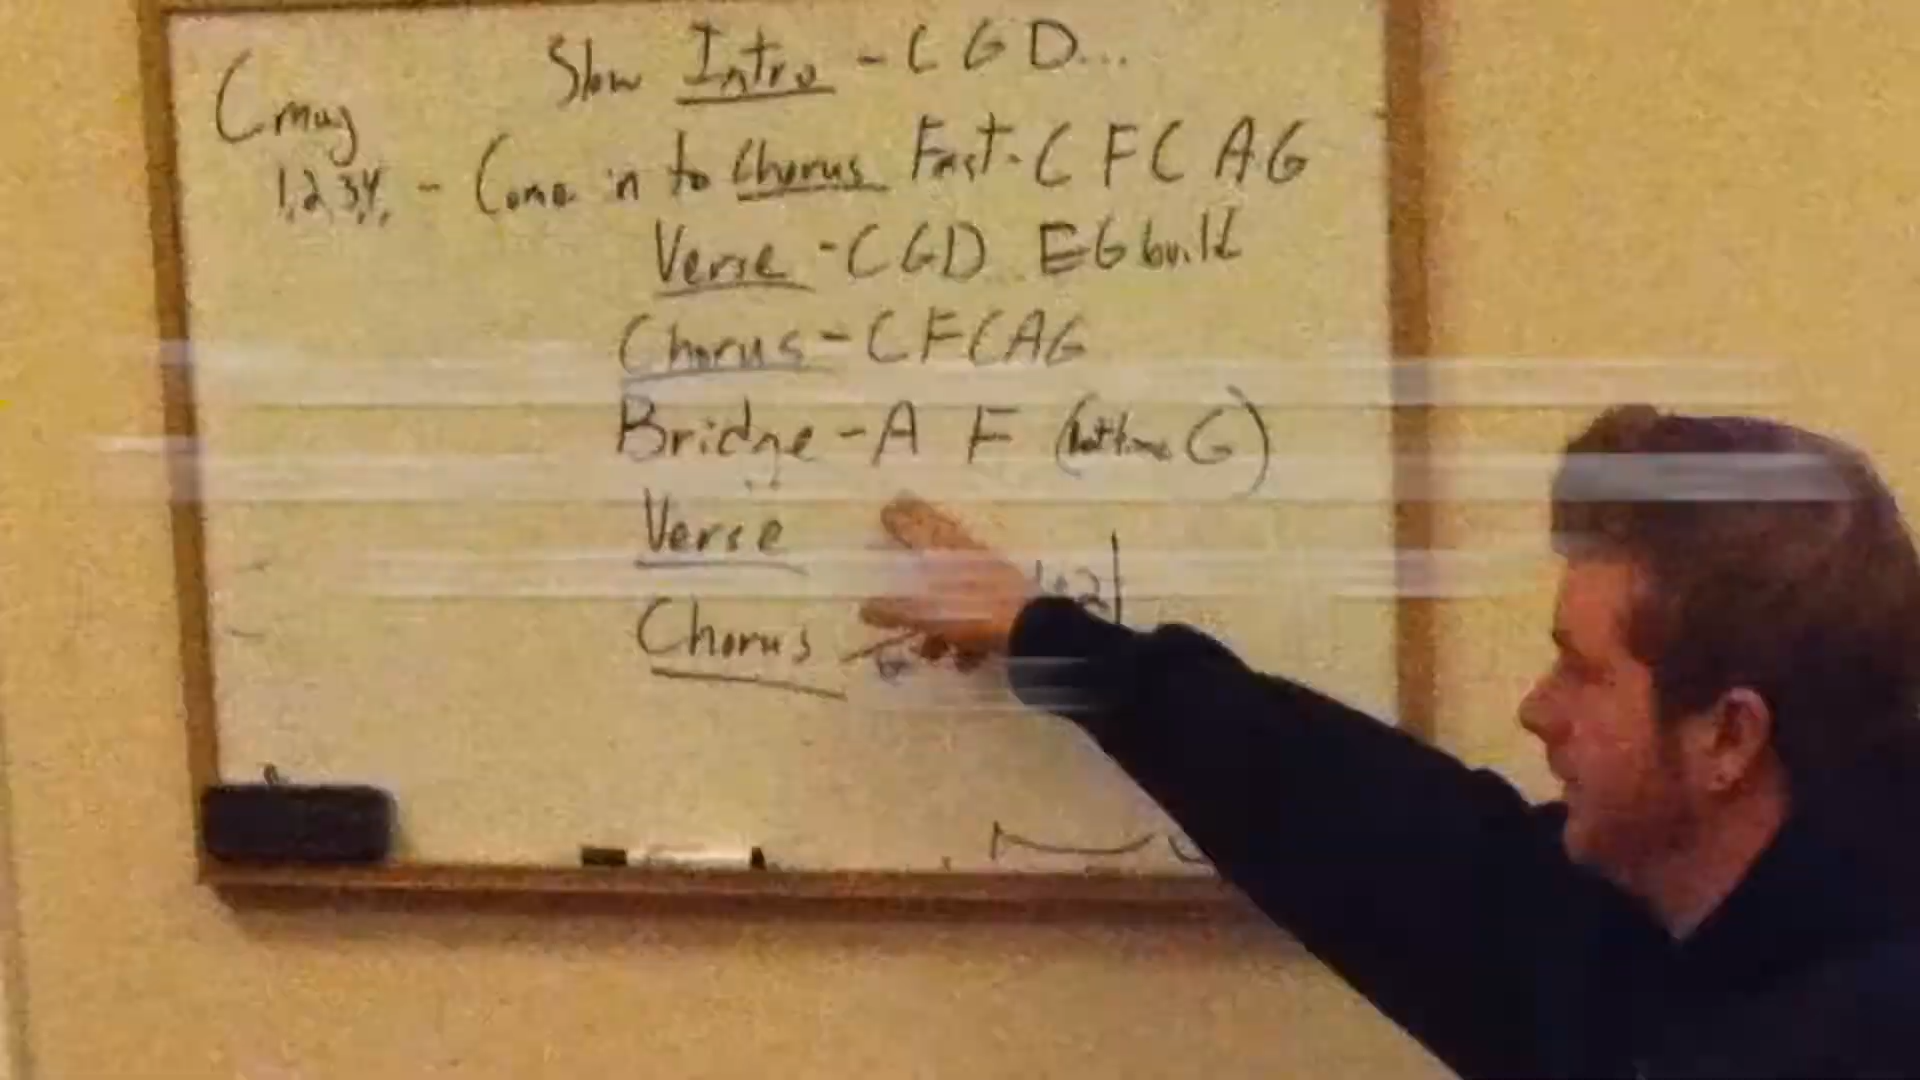 Slow Intro - C G D...
Cmaj
1,2,3,4, - Come in to Chorus Fast - C F C A G
Verse - C G D EG build
Chorus - C F C A G
Bridge - A F (last time G)
Verse
Chorus